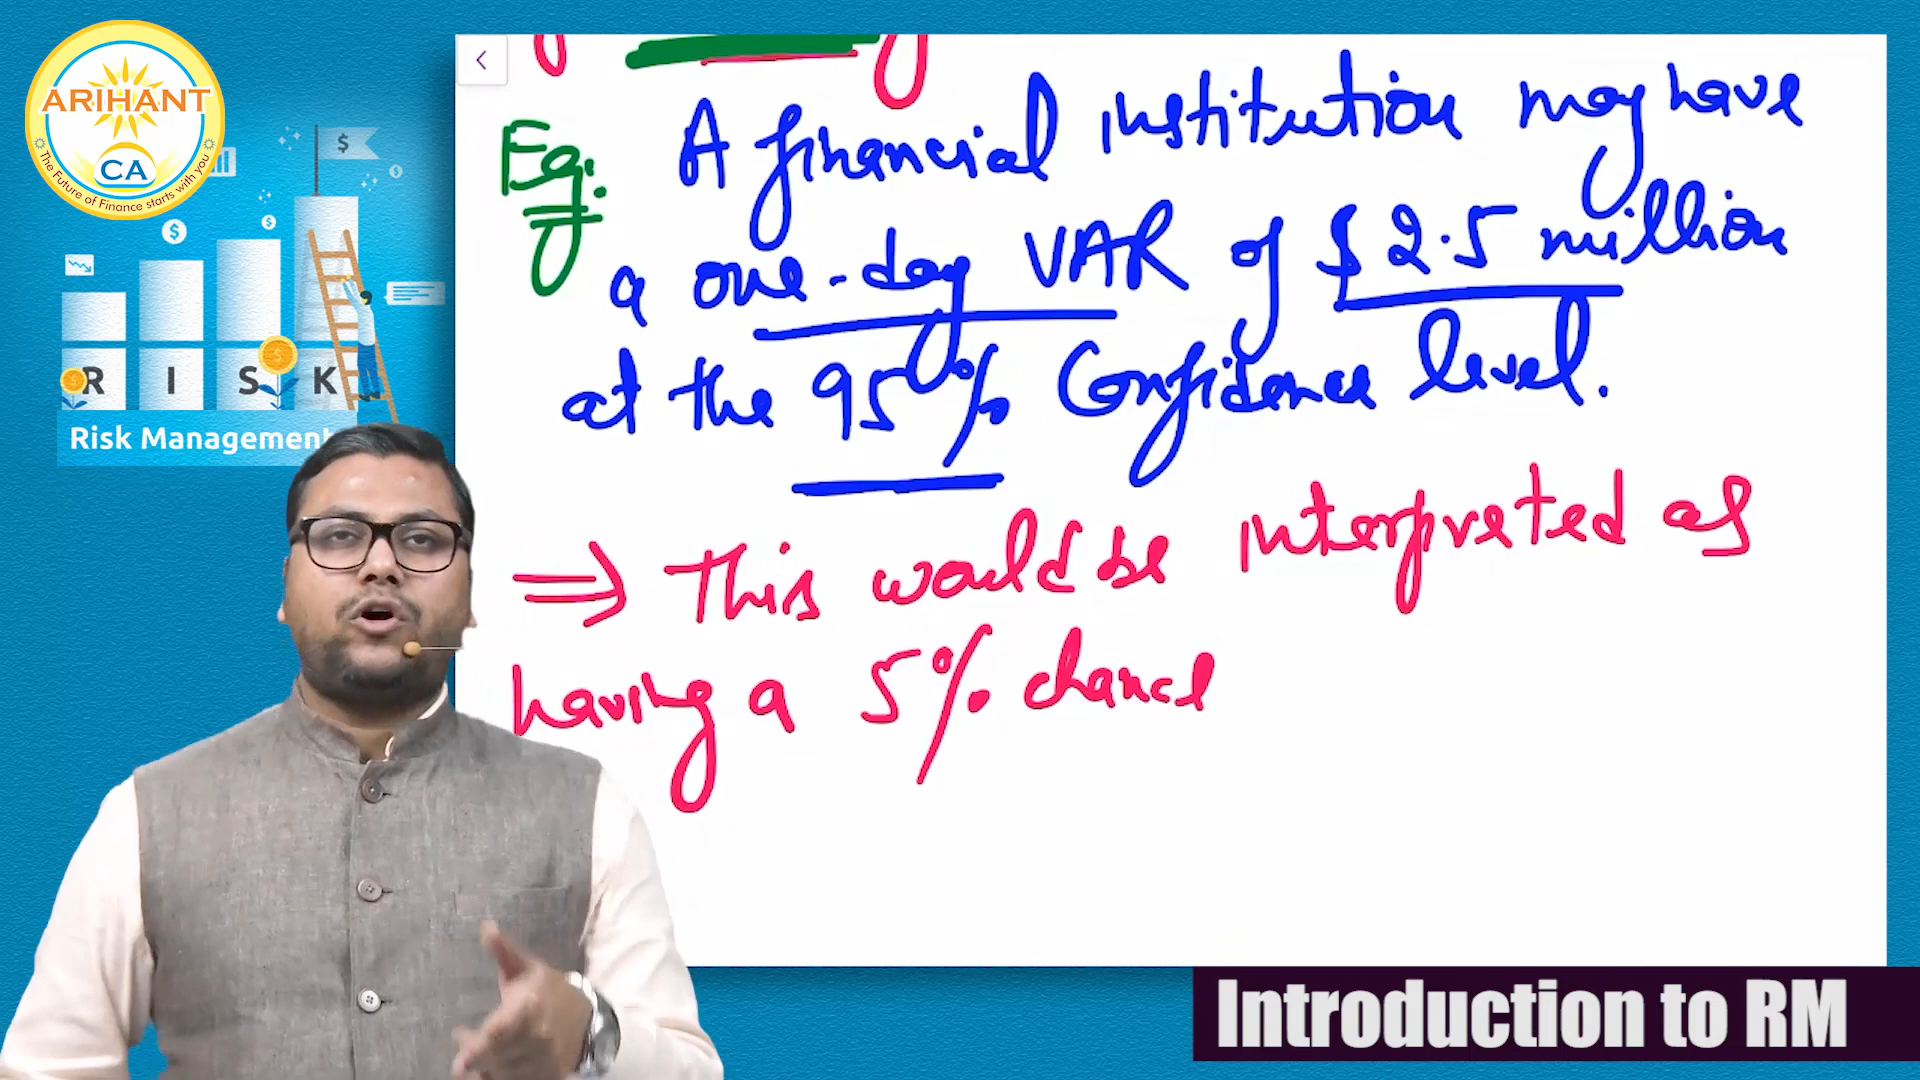 ARIHANT
CA
The Future of Finance starts with you
R I S K
Risk Management
Eg:
A financial institution may have
a one-day VAR of $2.5 million
at the 95% Confidence level.
⇒ This would be interpreted as
having a 5% chance
Introduction to RM